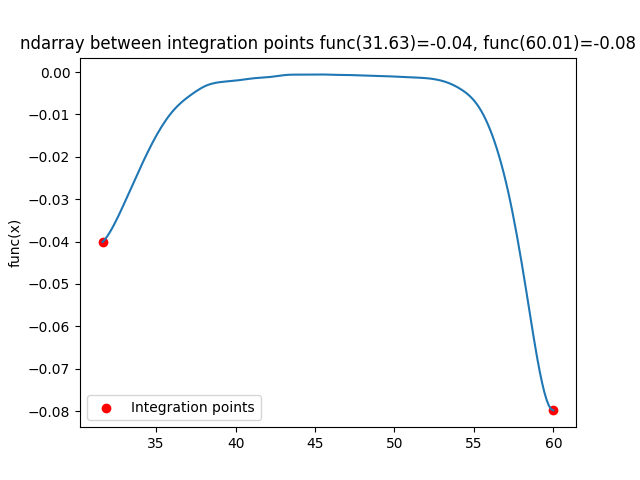 ndarray between integration points func(31.63)=-0.04, func(60.01)=-0.08
0.00
−0.01
−0.02
−0.03
−0.04
−0.05
−0.06
−0.07
−0.08
func(x)
Integration points
35 40 45 50 55 60